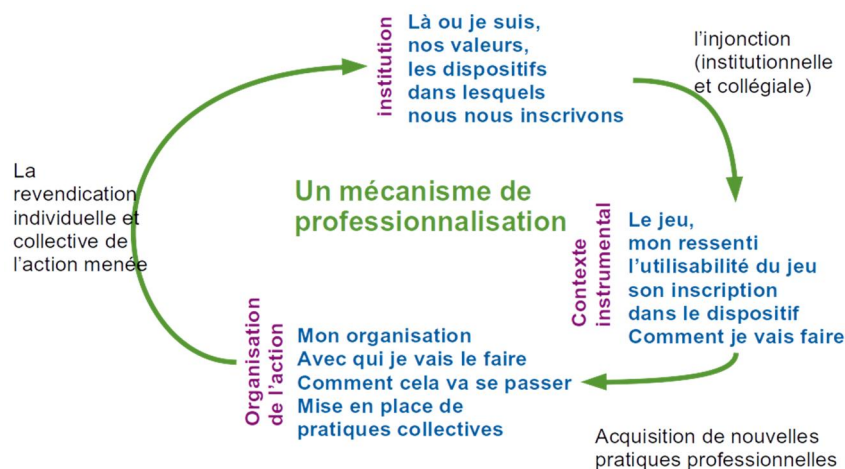 institution
Là ou je suis,
nos valeurs,
les dispositifs
dans lesquels
nous nous inscrivons
l’injonction
(institutionnelle
et collégiale)
La
revendication
individuelle et
collective de
l’action menée
Un mécanisme de
professionnalisation
Contexte
instrumental
Le jeu,
mon ressenti
l’utilisabilité du jeu
son inscription
dans le dispositif
Comment je vais faire
Organisation
de l’action
Mon organisation
Avec qui je vais le faire
Comment cela va se passer
Mise en place de
pratiques collectives
Acquisition de nouvelles
pratiques professionnelles